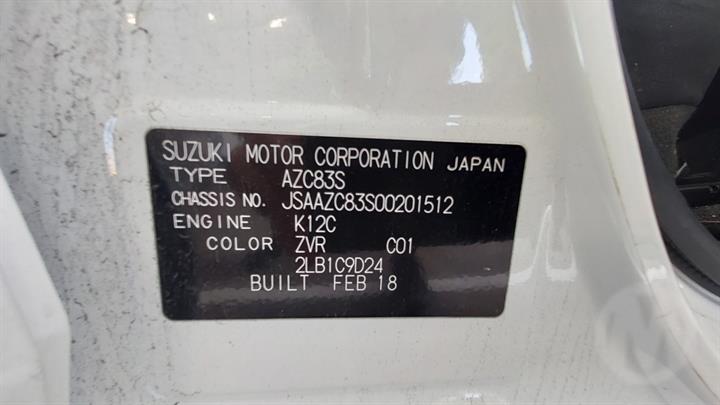 SUZUKI MOTOR CORPORATION JAPAN
TYPE AZC83S
CHASSIS NO. JSAAZC83S00201512
ENGINE K12C
COLOR ZVR C01
2LB1C9D24
BUILT FEB 18
M